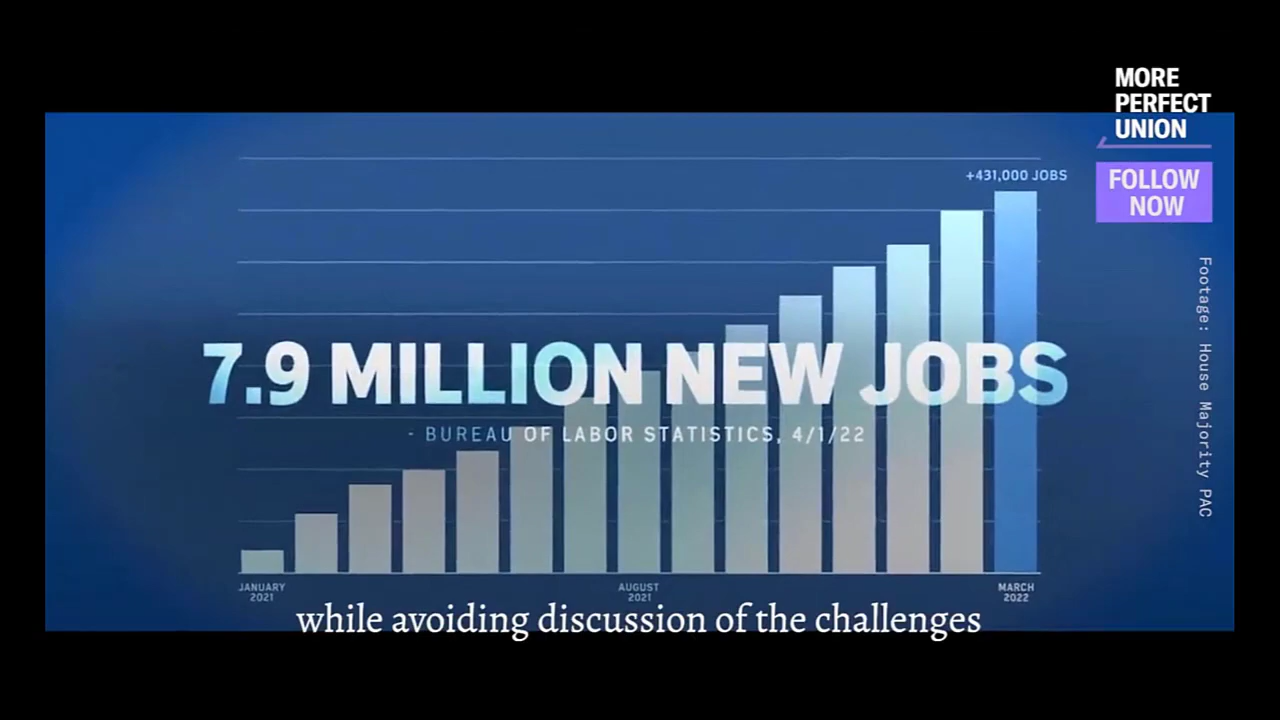 MORE
PERFECT
UNION
FOLLOW
NOW
+431,000 JOBS
7.9 MILLION NEW JOBS
- BUREAU OF LABOR STATISTICS, 4/1/22
JANUARY
2021
AUGUST
2021
MARCH
2022
while avoiding discussion of the challenges
Footage: House Majority PAC